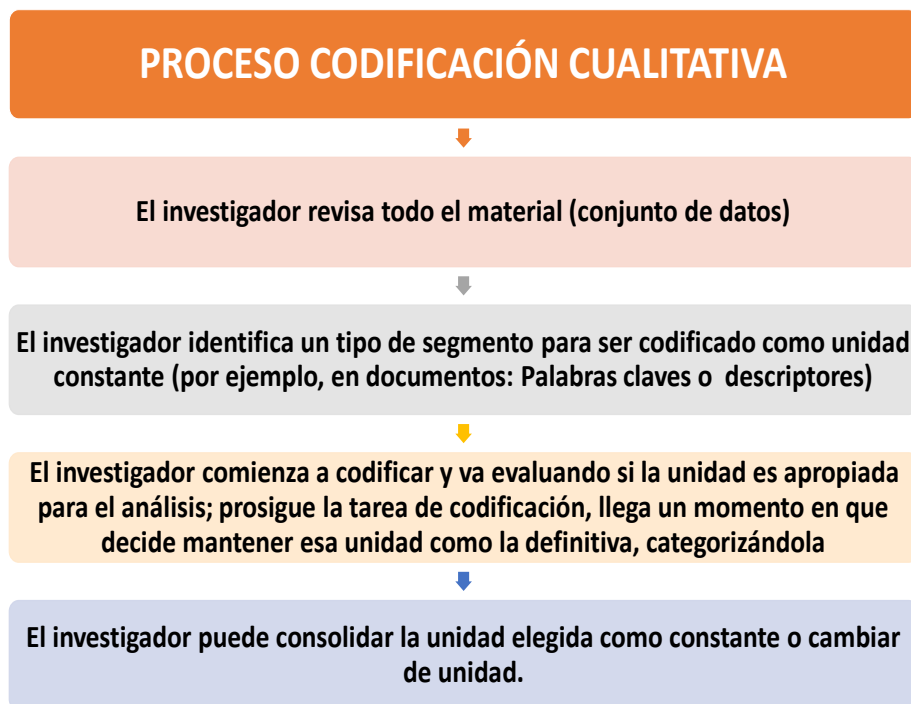 PROCESO CODIFICACIÓN CUALITATIVA
El investigador revisa todo el material (conjunto de datos)
El investigador identifica un tipo de segmento para ser codificado como unidad
constante (por ejemplo, en documentos: Palabras claves o descriptores)
El investigador comienza a codificar y va evaluando si la unidad es apropiada
para el análisis; prosigue la tarea de codificación, llega un momento en que
decide mantener esa unidad como la definitiva, categorizándola
El investigador puede consolidar la unidad elegida como constante o cambiar
de unidad.